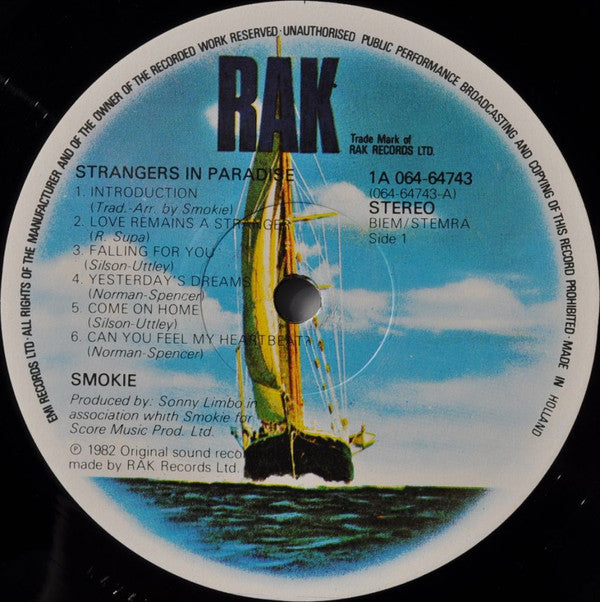 EMI RECORDS LTD·ALL RIGHTS OF THE MANUFACTURER AND OF THE OWNER OF THE RECORDED WORK RESERVED·UNAUTHORISED PUBLIC PERFORMANCE BROADCASTING AND COPYING OF THIS RECORD PROHIBITED·MADE IN HOLLAND
RAK
Trade Mark of
RAK RECORDS LTD.
STRANGERS IN PARADISE
1A 064-64743
1. INTRODUCTION
(064-64743-A)
(Trad.-Arr. by Smokie)
STEREO
2. LOVE REMAINS A STRANGER
BIEM/STEMRA
(R. Supa)
Side 1
3. FALLING FOR YOU
(Silson-Uttley)
4. YESTERDAY'S DREAMS
(Norman-Spencer)
5. COME ON HOME
(Silson-Uttley)
6. CAN YOU FEEL MY HEARTBEAT?
(Norman-Spencer)
SMOKIE
Produced by: Sonny Limbo in
association whith Smokie for
Score Music Prod. Ltd.
℗ 1982 Original sound recording
made by RAK Records Ltd.